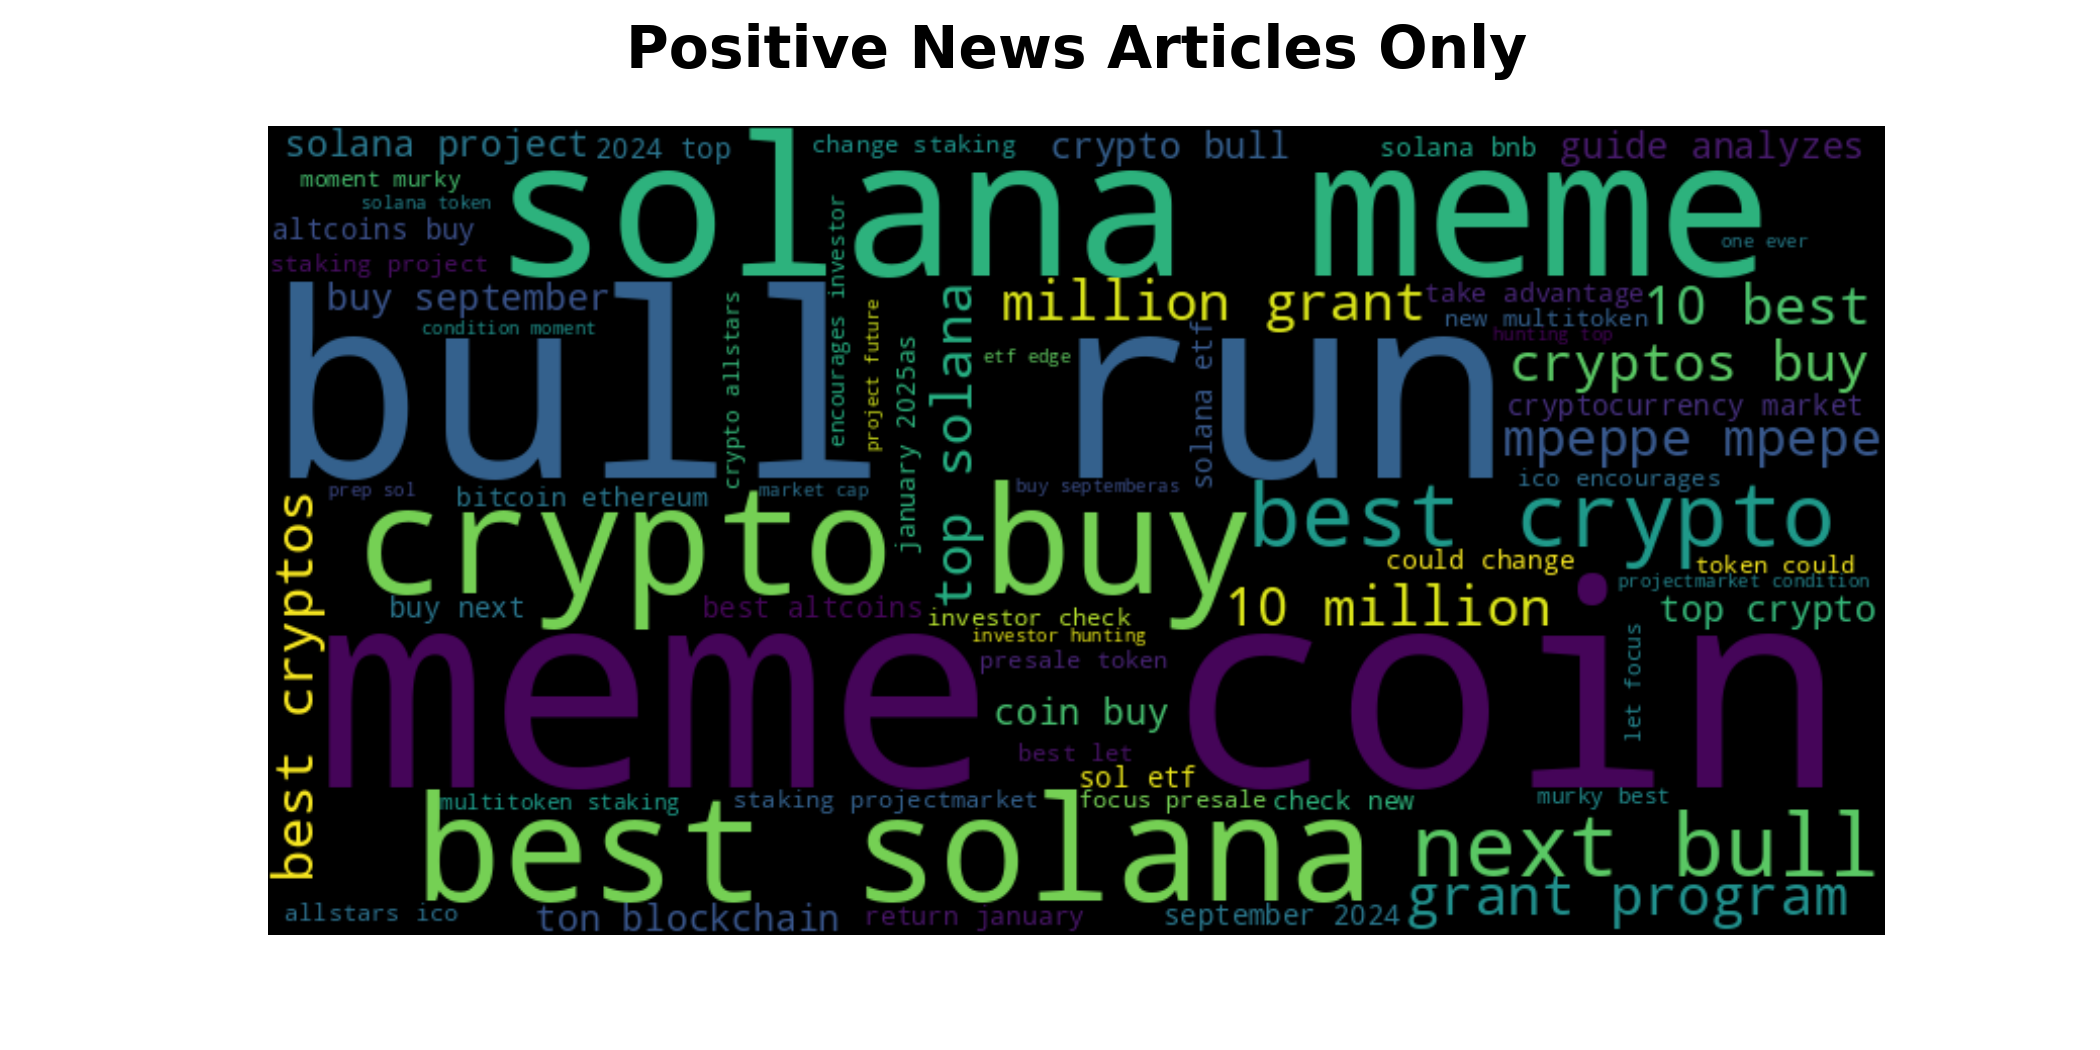 Positive News Articles Only
solana project
2024 top
change staking
crypto bull
solana bnb
guide analyzes
moment murky
solana token
altcoins buy
staking project
solana meme
one ever
encourages investor
bull run
buy september
condition moment
crypto allstars
project future
january 2025as
top solana
million grant
take advantage
new multitoken
10 best
hunting top
etf edge
solana etf
cryptos buy
cryptocurrency market
mpeppe mpepe
ico encourages
prep sol
bitcoin ethereum
market cap
buy septemberas
best cryptos
crypto buy
best crypto
could change
token could
projectmarket condition
buy next
best altcoins
investor check
10 million
top crypto
investor hunting
presale token
let focus
meme coin
coin buy
best let
sol etf
multitoken staking
staking projectmarket
focus presale
check new
murky best
best solana
next bull
grant program
allstars ico
ton blockchain
return january
september 2024